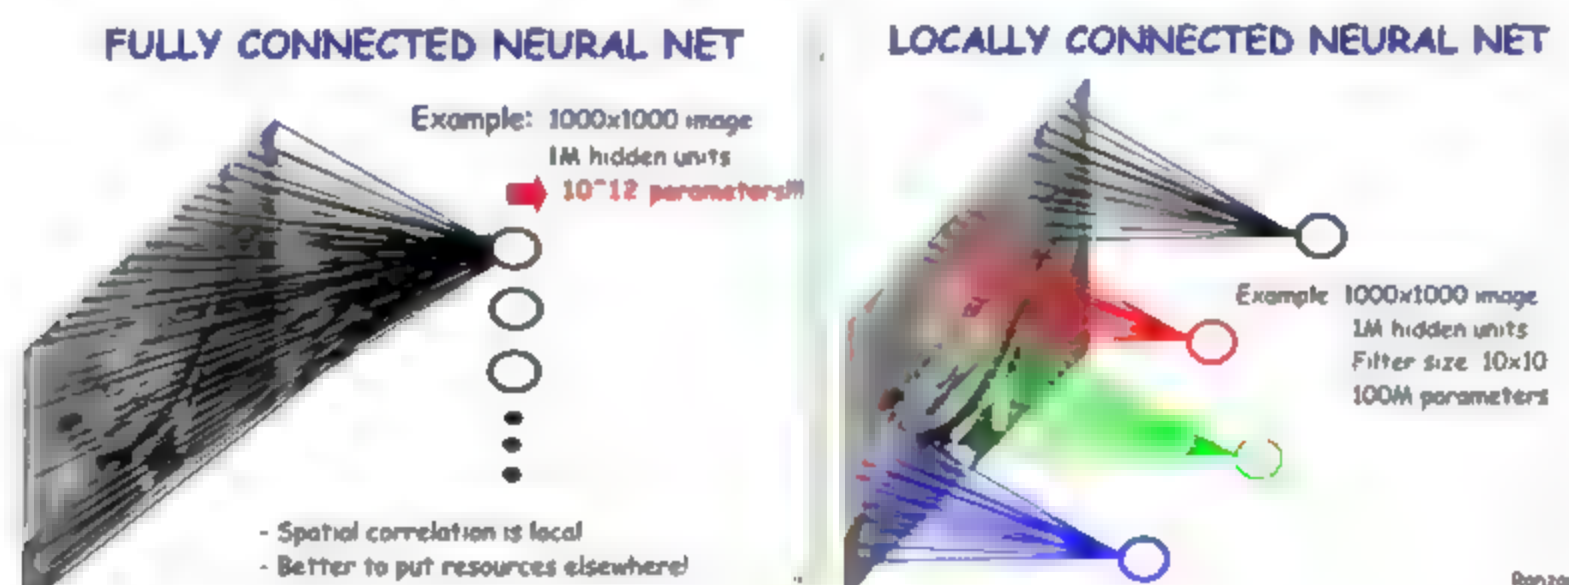 FULLY CONNECTED NEURAL NET
Example: 1000x1000 image
1M hidden units
10^12 parameters!!!
- Spatial correlation is local
- Better to put resources elsewhere!
LOCALLY CONNECTED NEURAL NET
Example 1000x1000 image
1M hidden units
Filter size 10x10
100M parameters